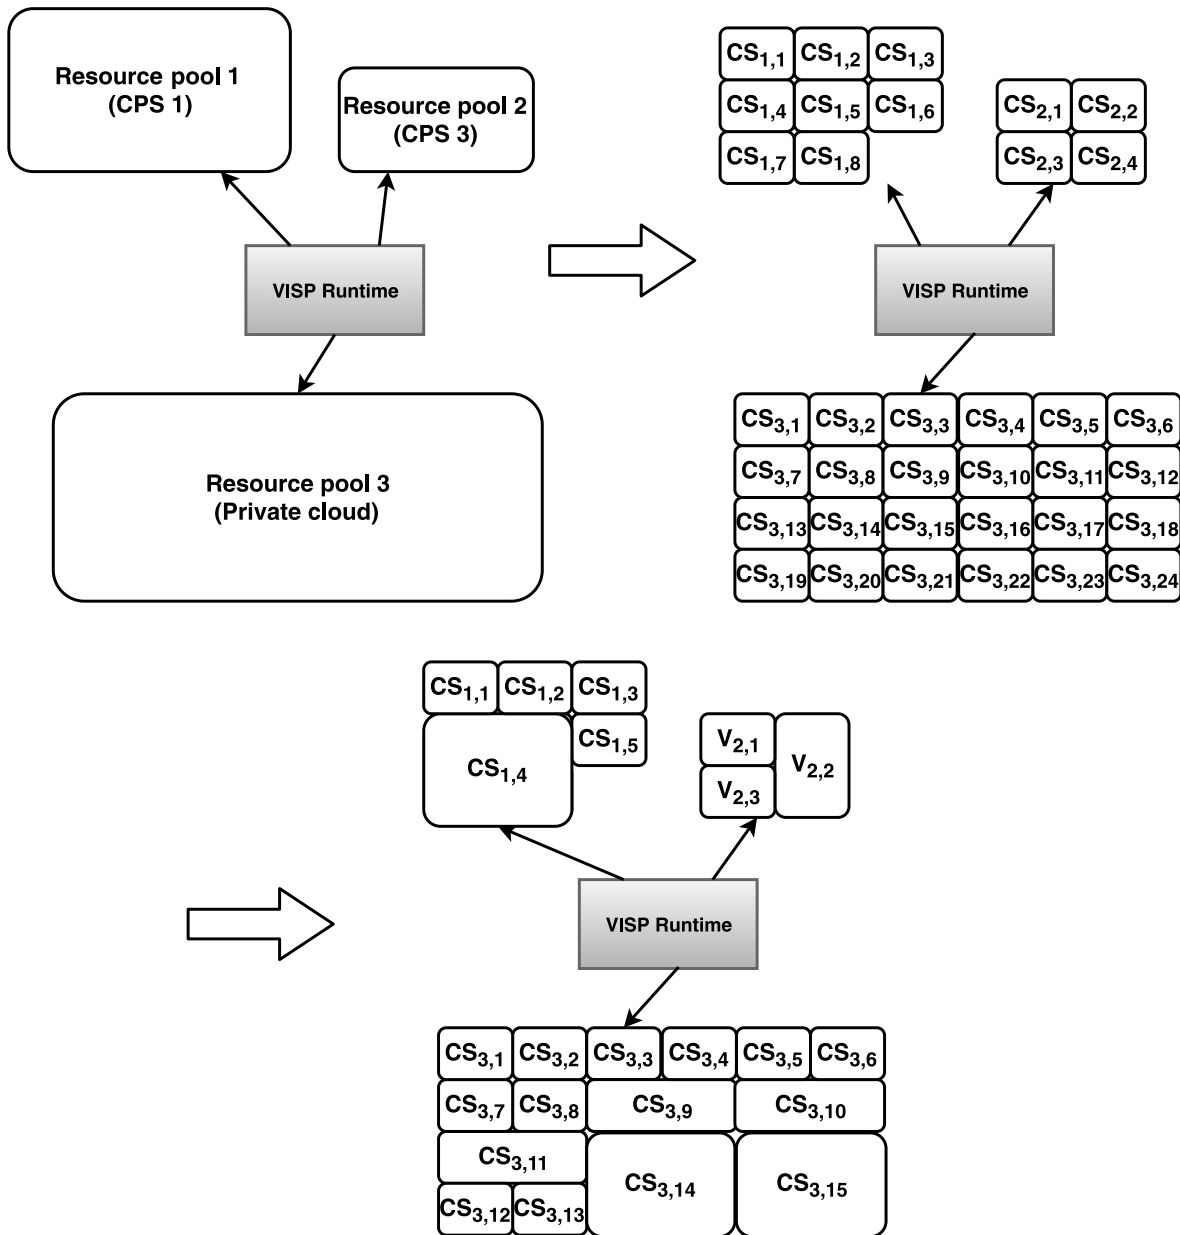 Resource pool 1
(CPS 1)
Resource pool 2
(CPS 3)
VISP Runtime
Resource pool 3
(Private cloud)
CS1,1 CS1,2 CS1,3
CS1,4 CS1,5 CS1,6
CS1,7 CS1,8
CS2,1 CS2,2
CS2,3 CS2,4
VISP Runtime
CS3,1 CS3,2 CS3,3 CS3,4 CS3,5 CS3,6
CS3,7 CS3,8 CS3,9 CS3,10 CS3,11 CS3,12
CS3,13 CS3,14 CS3,15 CS3,16 CS3,17 CS3,18
CS3,19 CS3,20 CS3,21 CS3,22 CS3,23 CS3,24
CS1,1 CS1,2 CS1,3
CS1,5
CS1,4
V2,1
V2,2
V2,3
VISP Runtime
CS3,1 CS3,2 CS3,3 CS3,4 CS3,5 CS3,6
CS3,7 CS3,8 CS3,9 CS3,10
CS3,11
CS3,14 CS3,15
CS3,12 CS3,13